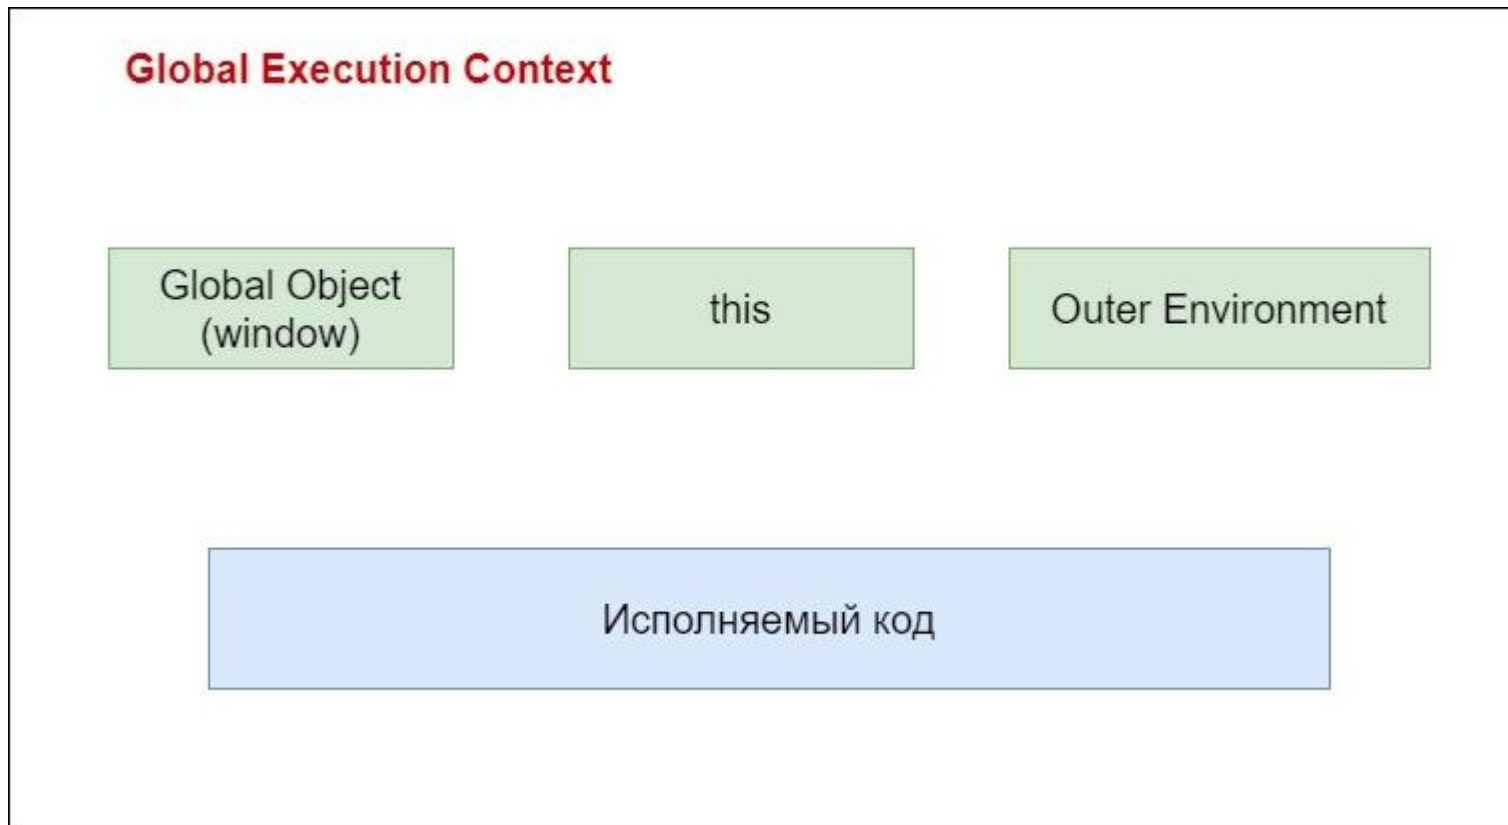 Global Execution Context
Global Object
(window)
this
Outer Environment
Исполняемый код